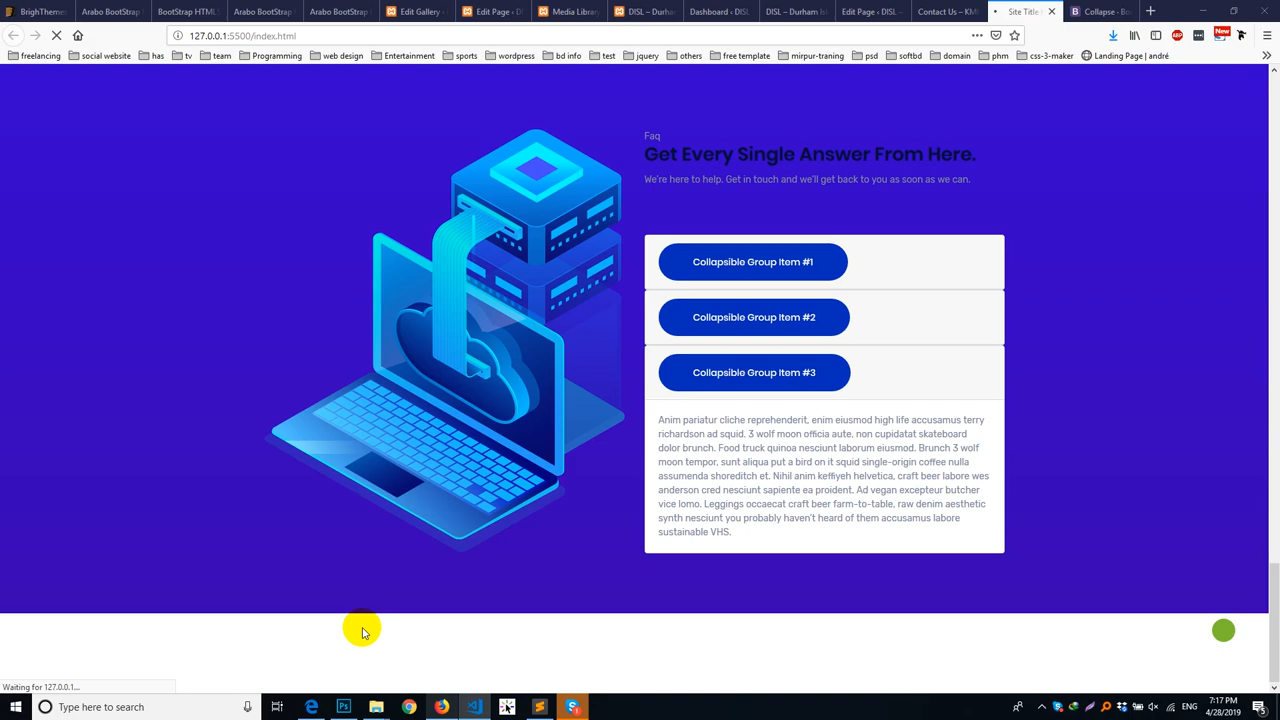 BrighThemes
Arabo BootStrap
BootStrap HTML
Arabo BootStrap
Arabo BootStrap
Edit Gallery
Edit Page ‹ D
Media Library
DISL – Durha
Dashboard ‹ DISL
DISL – Durham Is
Edit Page ‹ DISL
Contact Us – KM
Site Title
Collapse · Bo
127.0.0.1:5500/index.html
New
freelancing
social website
has
tv
team
Programming
web design
Entertiment
sports
wordpress
bd info
test
jquery
others
free template
mirpur-traning
psd
softbd
domain
phm
css-3-maker
Landing Page | andré
Faq
Get Every Single Answer From Here.
We're here to help. Get in touch and we'll get back to you as soon as we can.
Collapsible Group Item #1
Collapsible Group Item #2
Collapsible Group Item #3
Anim pariatur cliche reprehenderit, enim eiusmod high life accusamus terry
richardson ad squid. 3 wolf moon officia aute, non cupidatat skateboard
dolor brunch. Food truck quinoa nesciunt laborum eiusmod. Brunch 3 wolf
moon tempor, sunt aliqua put a bird on it squid single-origin coffee nulla
assumenda shoreditch et. Nihil anim keffiyeh helvetica, craft beer labore wes
anderson cred nesciunt sapiente ea proident. Ad vegan excepteur butcher
vice lomo. Leggings occaecat craft beer farm-to-table, raw denim aesthetic
synth nesciunt you probably haven't heard of them accusamus labore
sustainable VHS.
Waiting for 127.0.0.1...
Type here to search
ENG
7:17 PM
4/28/2019